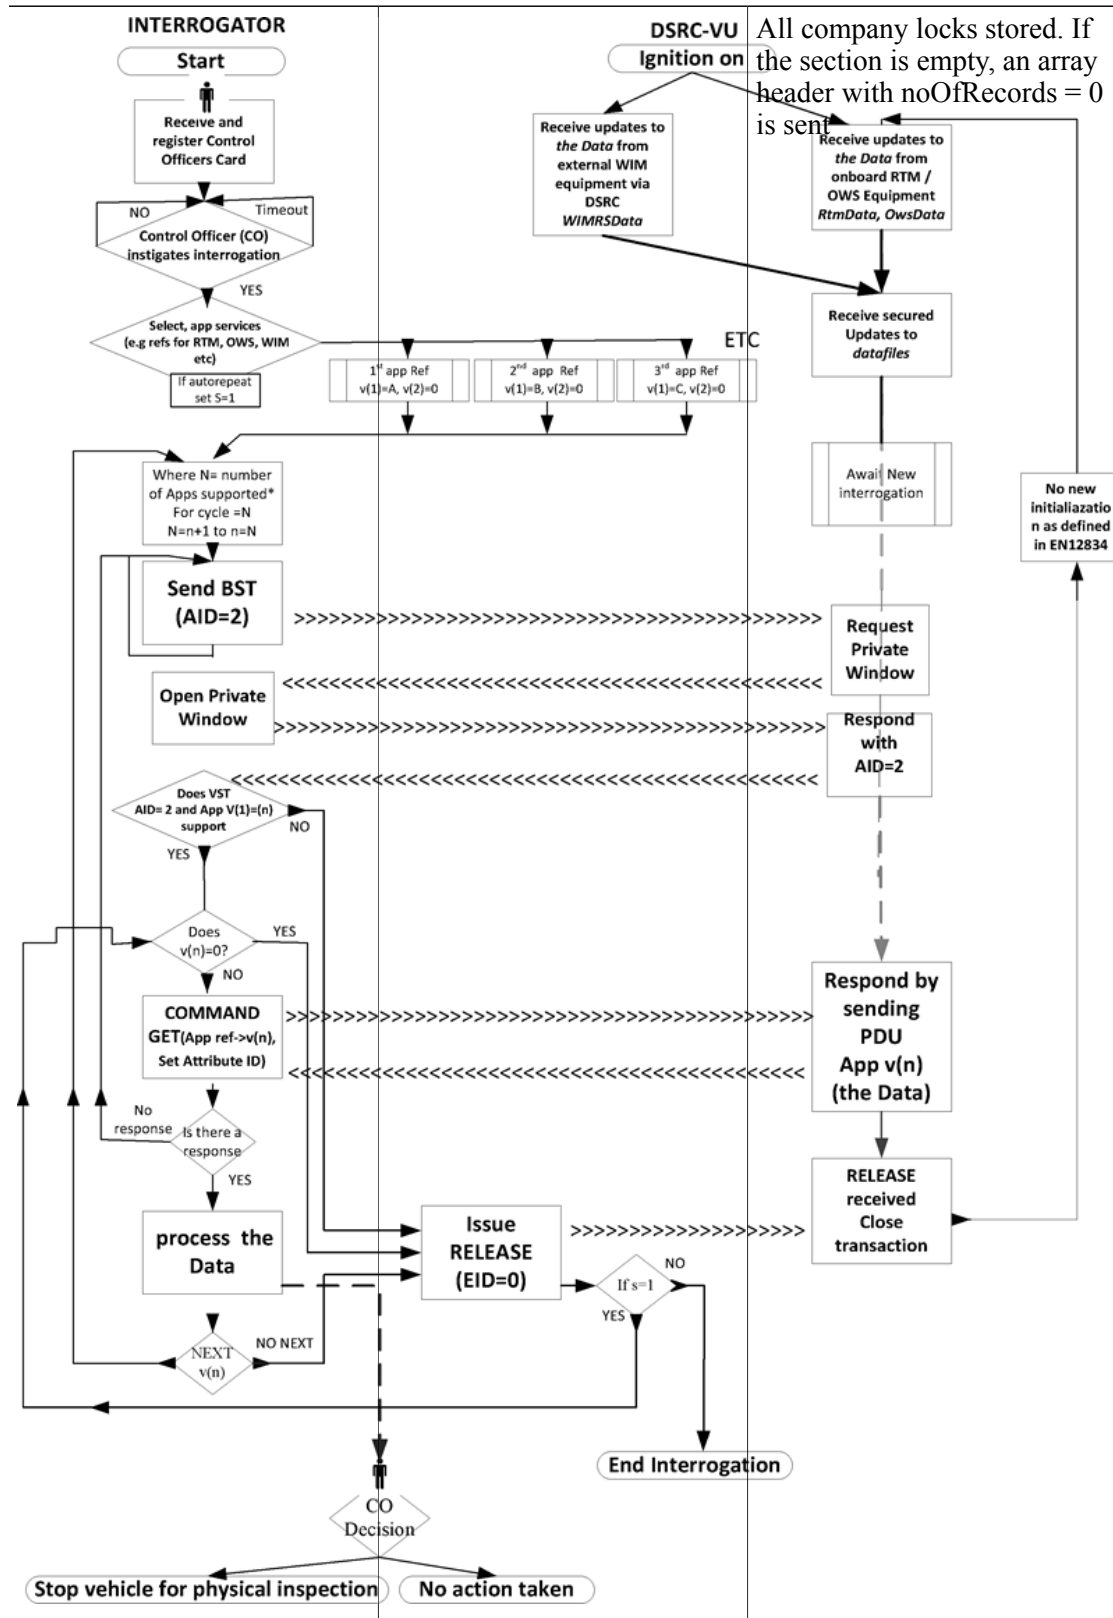 INTERROGATOR
Start
Receive and
register Control
Officers Card
NO
Timeout
Control Officer (CO)
instigates interrogation
YES
Select, app services
(e.g refs for RTM, OWS, WIM
etc)
If autorepeat
set S=1
1st app Ref
v(1)=A, v(2)=0
2nd app Ref
v(1)=B, v(2)=0
3rd app Ref
v(1)=C, v(2)=0
ETC
DSRC-VU
Ignition on
All company locks stored. If
the section is empty, an array
header with noOfRecords = 0
is sent
Receive updates to
the Data from
external WIM
equipment via
DSRC
WIMRSData
Receive updates to
the Data from
onboard RTM /
OWS Equipment
RtmData, OwsData
Receive secured
Updates to
datafiles
Await New
interrogation
No new
initialiazatio
n as defined
in EN12834
Where N= number
of Apps supported*
For cycle =N
N=n+1 to n=N
Send BST
(AID=2)
>>>>>>>>>>>>>>>>>>>>>>>>>>>>>>>>>>>>>>>>>>>>>
Request
Private
Window
<<<<<<<<<<<<<<<<<<<<<<<<<<<<<<<<<<<<<<<<<<<<<<
Open Private
Window
>>>>>>>>>>>>>>>>>>>>>>>>>>>>>>>>>>>>>>>>>>>>>>>
Respond
with
AID=2
<<<<<<<<<<<<<<<<<<<<<<<<<<<<<<<<<<<<<<<<<<<<<<<<<<
Does VST
AID= 2 and App V(1)=(n)
support
NO
YES
Does
v(n)=0?
YES
NO
COMMAND
GET(App ref->v(n),
Set Attribute ID)
>>>>>>>>>>>>>>>>>>>>>>>>>>>>>>>>>>>>>>>>>>>>>
<<<<<<<<<<<<<<<<<<<<<<<<<<<<<<<<<<<<<<<<<<<<
Respond by
sending
PDU
App v(n)
(the Data)
No
response
Is there a
response
YES
process the
Data
Issue
RELEASE
(EID=0)
>>>>>>>>>>>>>>>>>>>>
RELEASE
received
Close
transaction
If s=1
NO
YES
NEXT
v(n)
NO NEXT
End Interrogation
CO
Decision
Stop vehicle for physical inspection
No action taken